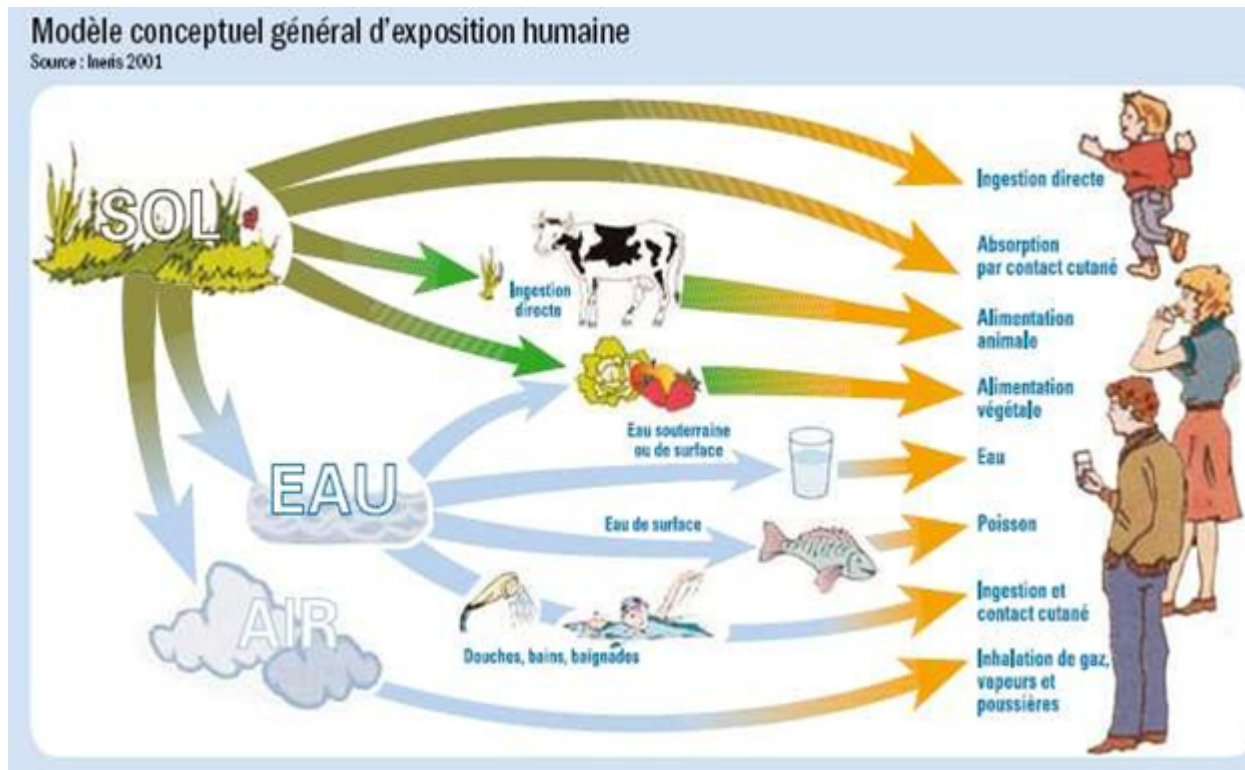 Modèle conceptuel général d'exposition humaine
Source : Ineris 2001
SOL
Ingestion directe
Absorption
par contact cutané
Ingestion
directe
Alimentation
animale
Alimentation
végétale
Eau souterraine
ou de surface
Eau
EAU
Eau de surface
Poisson
AIR
Douches, bains, baignades
Ingestion et
contact cutané
Inhalation de gaz,
vapeurs et
poussières